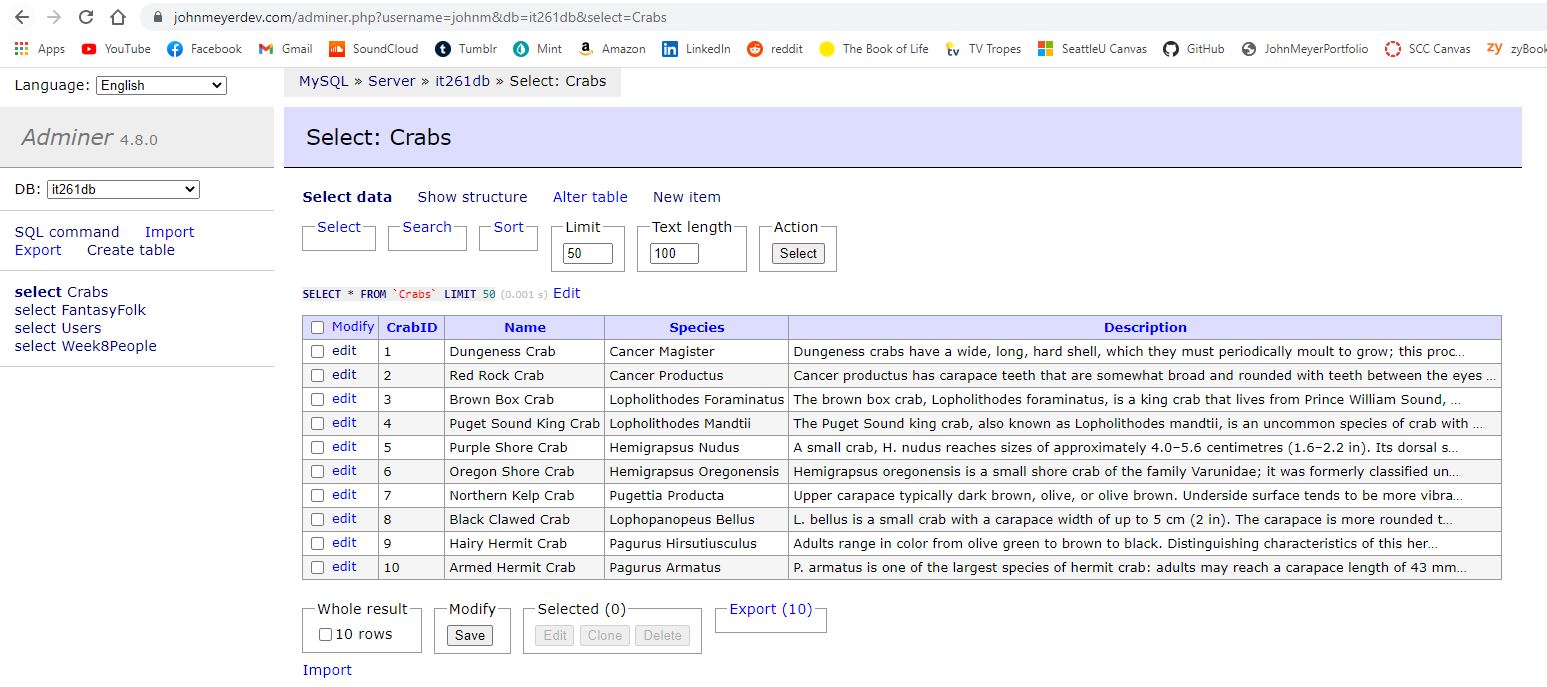 johnmeyerdev.com/adminer.php?username=johnm&db=it261db&select=Crabs
Apps YouTube Facebook Gmail SoundCloud Tumblr Mint Amazon LinkedIn reddit The Book of Life TV Tropes SeattleU Canvas GitHub JohnMeyerPortfolio SCC Canvas zyBook
Language: English
MySQL » Server » it261db » Select: Crabs
Adminer 4.8.0
Select: Crabs
DB: it261db
SQL command Import
Export Create table
select Crabs
select FantasyFolk
select Users
select Week8People
Select data Show structure Alter table New item
Select Search Sort Limit Text length Action
50 100 Select
SELECT * FROM `Crabs` LIMIT 50 (0.001 s) Edit
Modify CrabID Name Species Description
edit 1 Dungeness Crab Cancer Magister Dungeness crabs have a wide, long, hard shell, which they must periodically moult to grow; this proc...
edit 2 Red Rock Crab Cancer Productus Cancer productus has carapace teeth that are somewhat broad and rounded with teeth between the eyes ...
edit 3 Brown Box Crab Lopholithodes Foraminatus The brown box crab, Lopholithodes foraminatus, is a king crab that lives from Prince William Sound, ...
edit 4 Puget Sound King Crab Lopholithodes Mandtii The Puget Sound king crab, also known as Lopholithodes mandtii, is an uncommon species of crab with ...
edit 5 Purple Shore Crab Hemigrapsus Nudus A small crab, H. nudus reaches sizes of approximately 4.0–5.6 centimetres (1.6–2.2 in). Its dorsal s...
edit 6 Oregon Shore Crab Hemigrapsus Oregonensis Hemigrapsus oregonensis is a small shore crab of the family Varunidae; it was formerly classified un...
edit 7 Northern Kelp Crab Pugettia Producta Upper carapace typically dark brown, olive, or olive brown. Underside surface tends to be more vibra...
edit 8 Black Clawed Crab Lophopanopeus Bellus L. bellus is a small crab with a carapace width of up to 5 cm (2 in). The carapace is more rounded t...
edit 9 Hairy Hermit Crab Pagurus Hirsutiusculus Adults range in color from olive green to brown to black. Distinguishing characteristics of this her...
edit 10 Armed Hermit Crab Pagurus Armatus P. armatus is one of the largest species of hermit crab: adults may reach a carapace length of 43 mm...
Whole result Modify Selected (0) Export (10)
10 rows Save Edit Clone Delete
Import